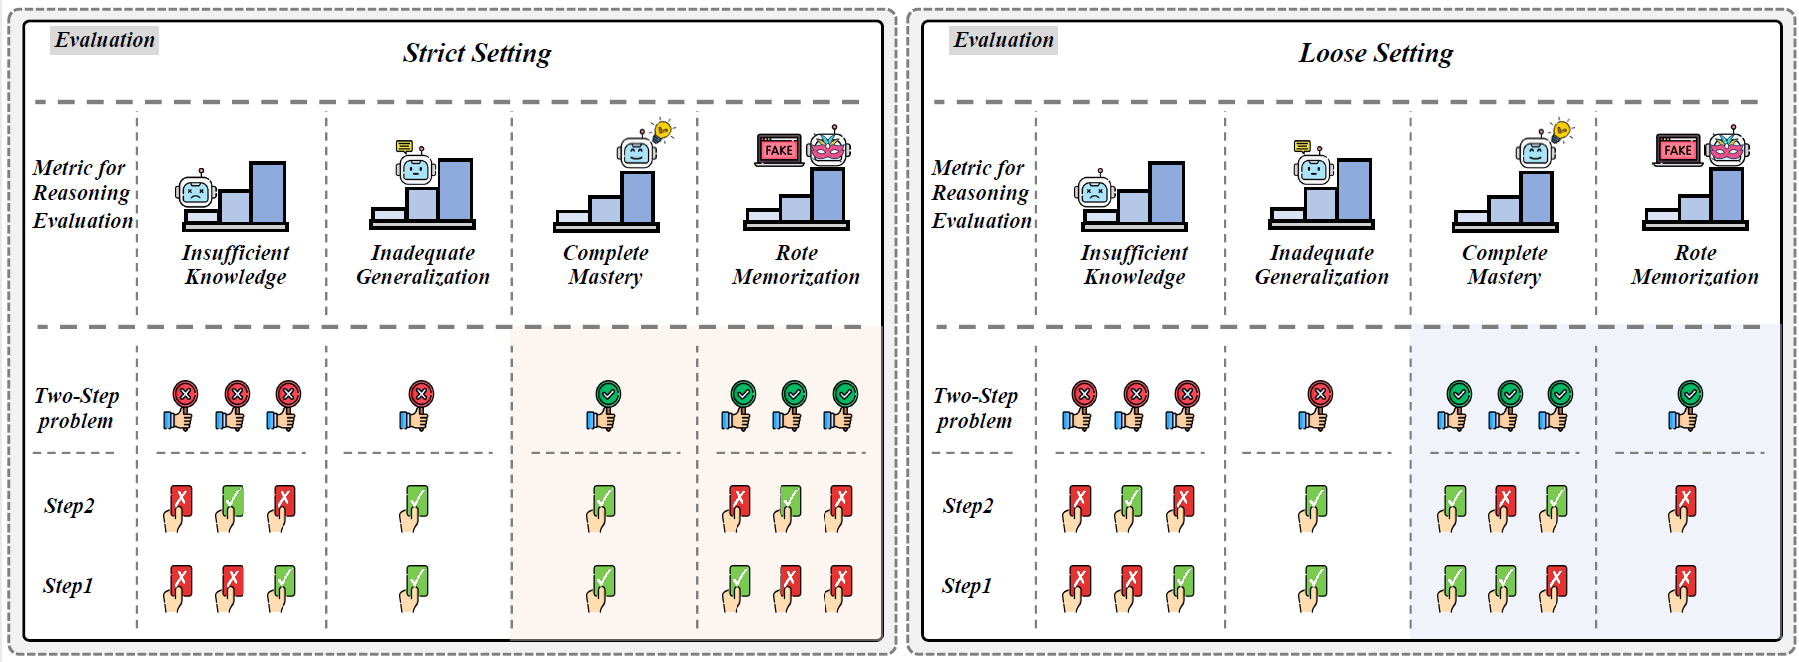 Evaluation
Strict Setting
Metric for
Reasoning
Evaluation
FAKE
Insufficient
Knowledge
Inadequate
Generalization
Complete
Mastery
Rote
Memorization
Two-Step
problem
Step2
Step1
Evaluation
Loose Setting
Metric for
Reasoning
Evaluation
FAKE
Insufficient
Knowledge
Inadequate
Generalization
Complete
Mastery
Rote
Memorization
Two-Step
problem
Step2
Step1